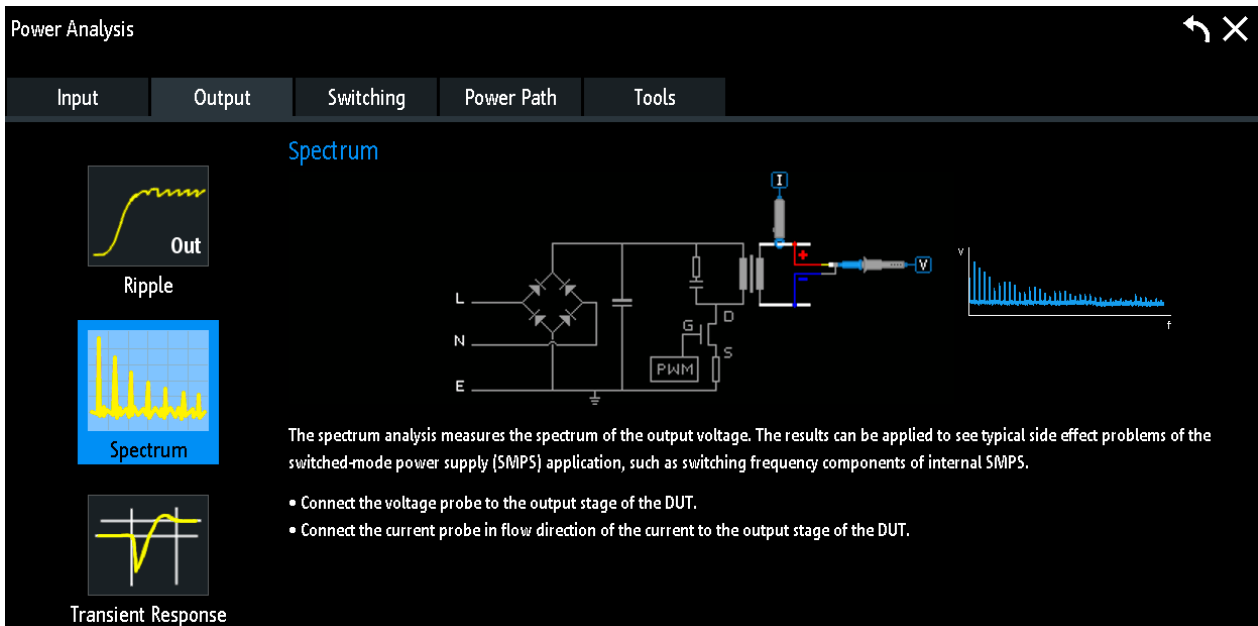 Power Analysis
Input
Output
Switching
Power Path
Tools
Out
Ripple
Spectrum
Transient Response
Spectrum
I
L
N
E
G
D
S
PWM
+
-
V
V
f
The spectrum analysis measures the spectrum of the output voltage. The results can be applied to see typical side effect problems of the
switched-mode power supply (SMPS) application, such as switching frequency components of internal SMPS.
• Connect the voltage probe to the output stage of the DUT.
• Connect the current probe in flow direction of the current to the output stage of the DUT.